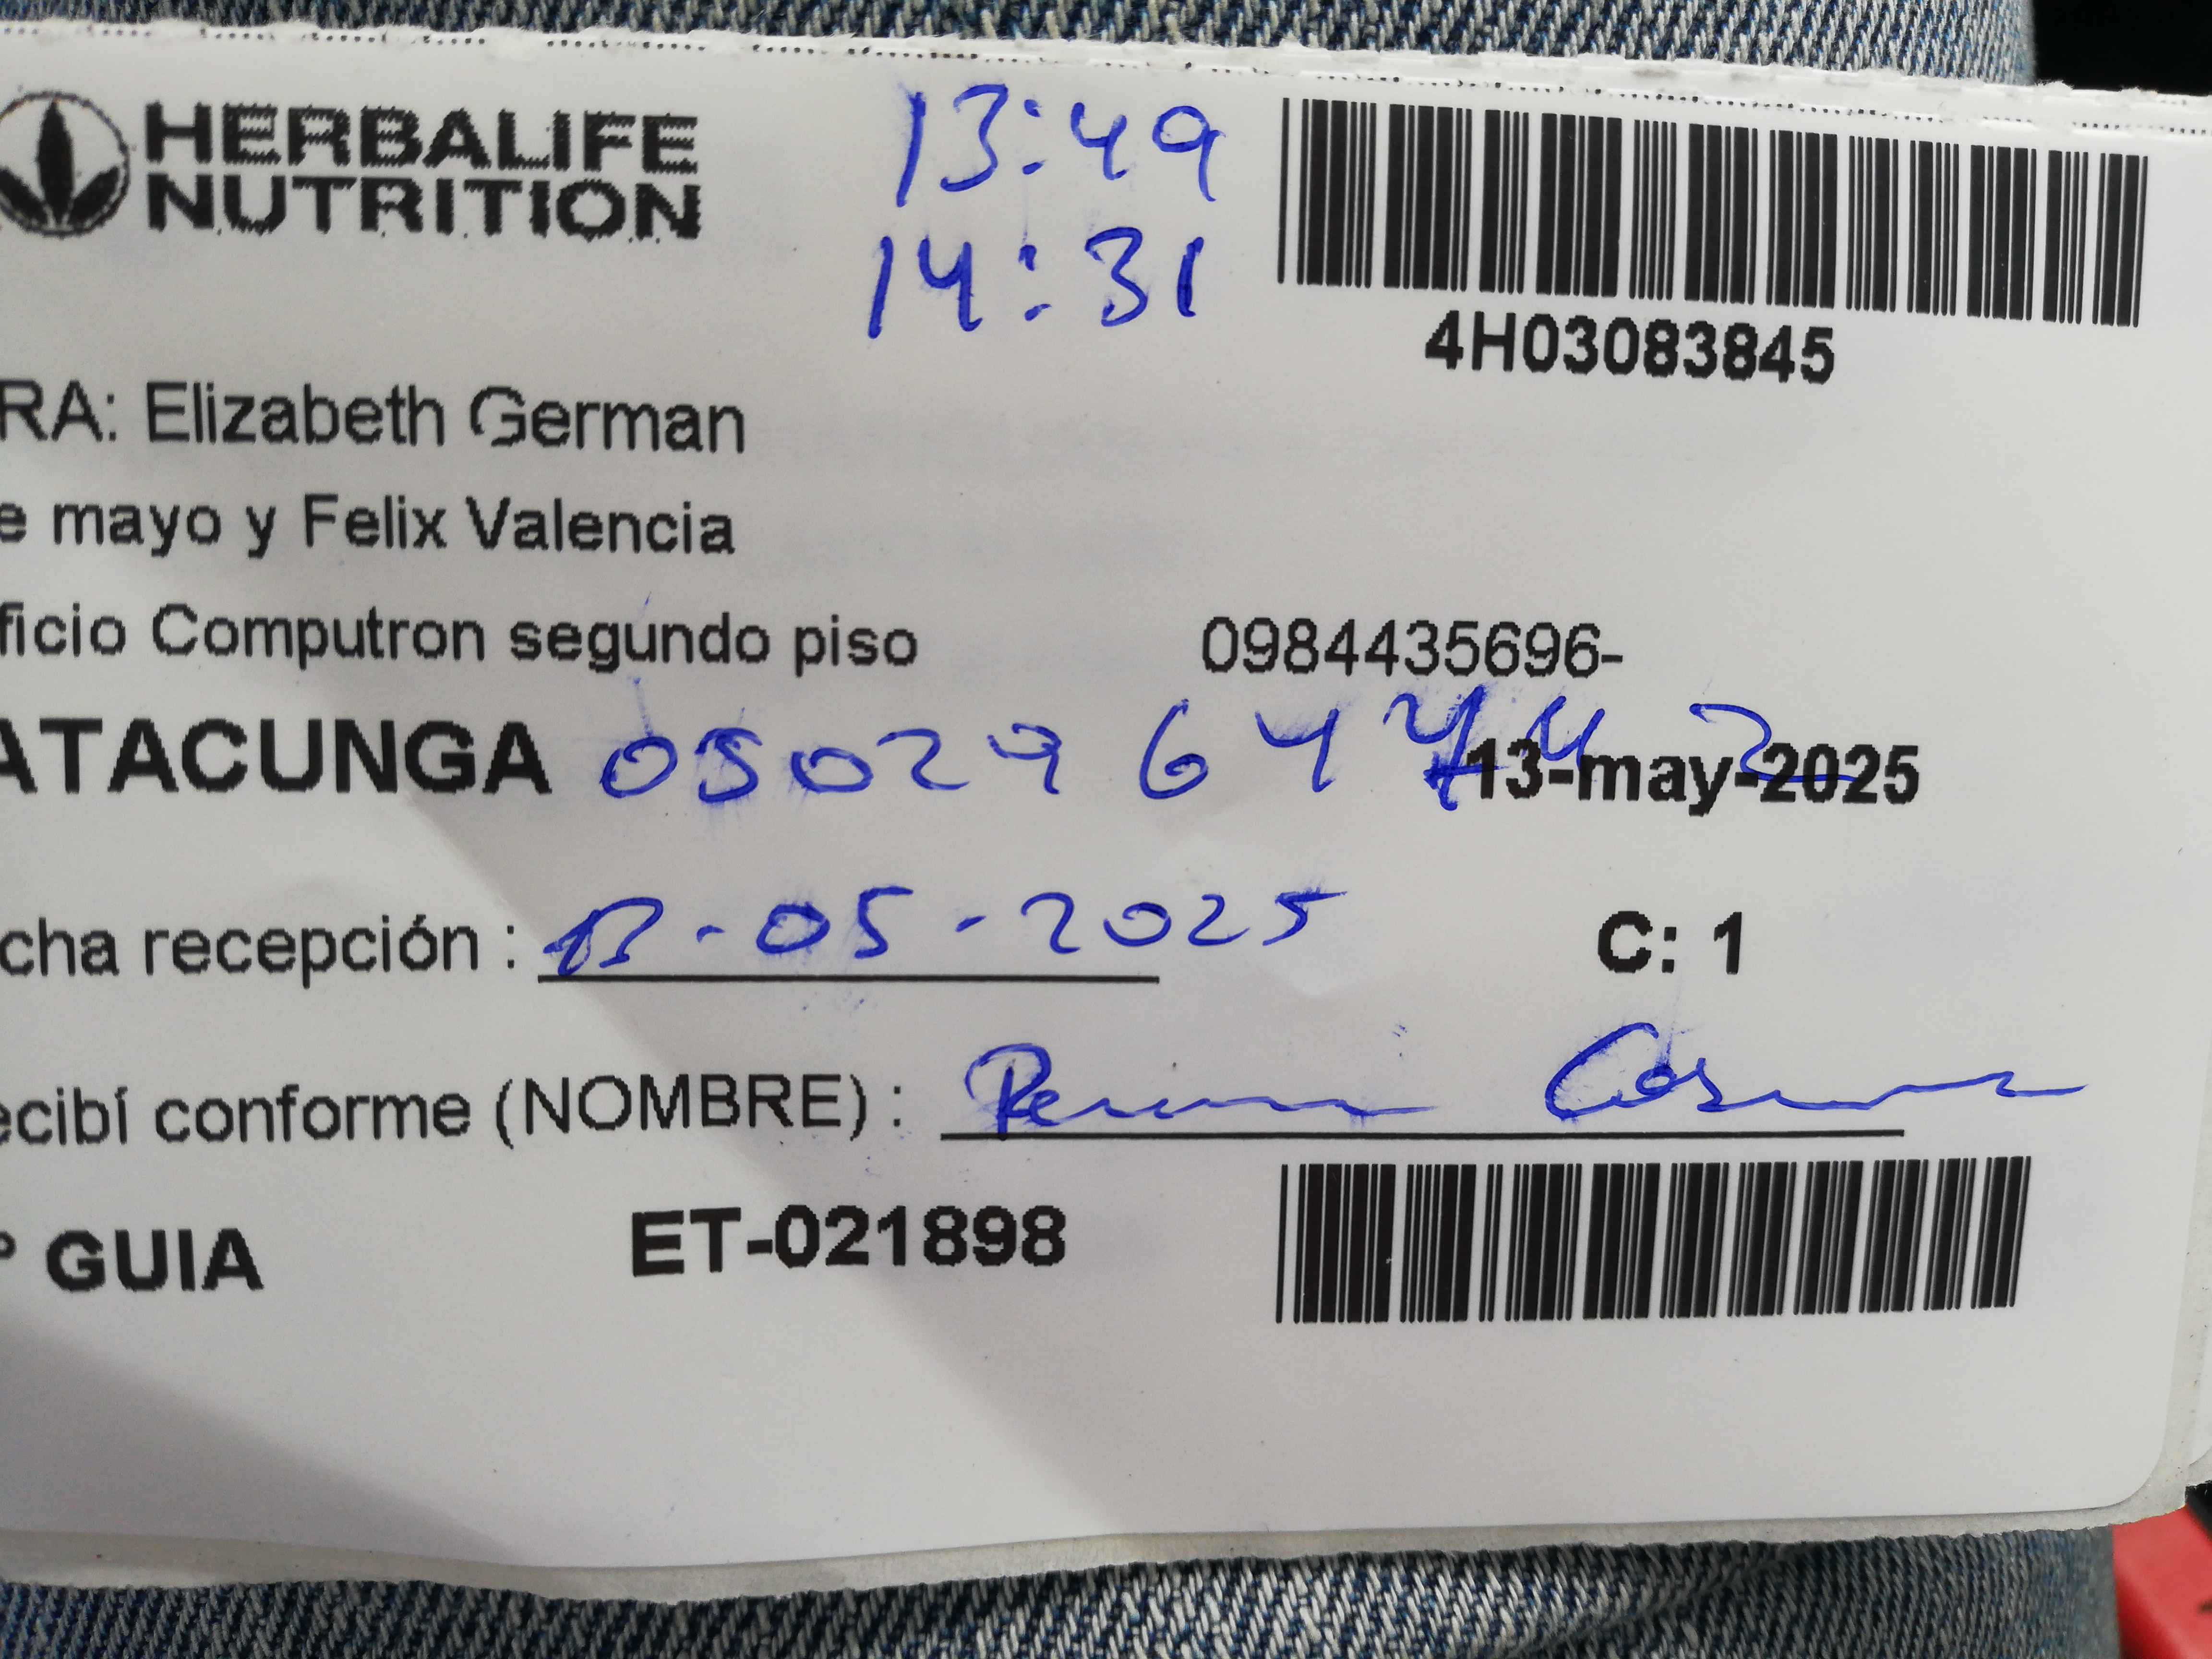 HERBALIFE
NUTRITION
13:49
14:31
4H03083845
RA: Elizabeth German
e mayo y Felix Valencia
ficio Computron segundo piso 0984435696-
ATACUNGA 13-may-2025
cha recepción : 13-05-2025 C: 1
ecibí conforme (NOMBRE) :
° GUIA ET-021898